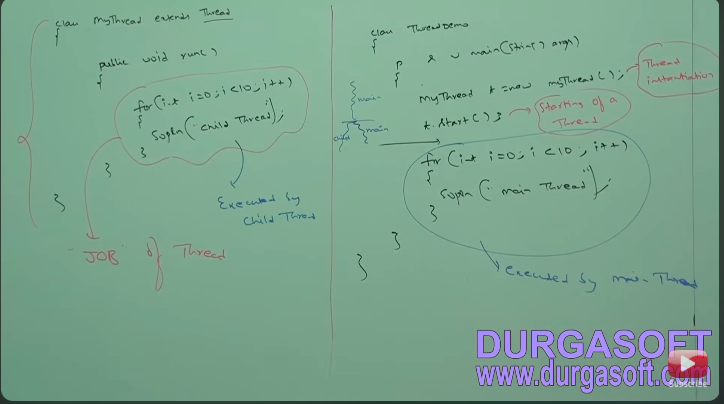 class MyThread extends Thread
{
public void run()
{
for(int i=0; i<10; i++)
{
Sopln("child Thread");
}
}
}
Executed by
Child Thread
JOB of Thread
class ThreadDemo
{
P S V main(String[] args)
{
MyThread t=new MyThread();
Thread
instantiation
t.start();
Starting of a
Thread
main
child
main
for(int i=0; i<10; i++)
{
Sopln("main Thread");
}
}
}
executed by main Thread
DURGASOFT
www.durgasoft.com
SUBSCRIBE